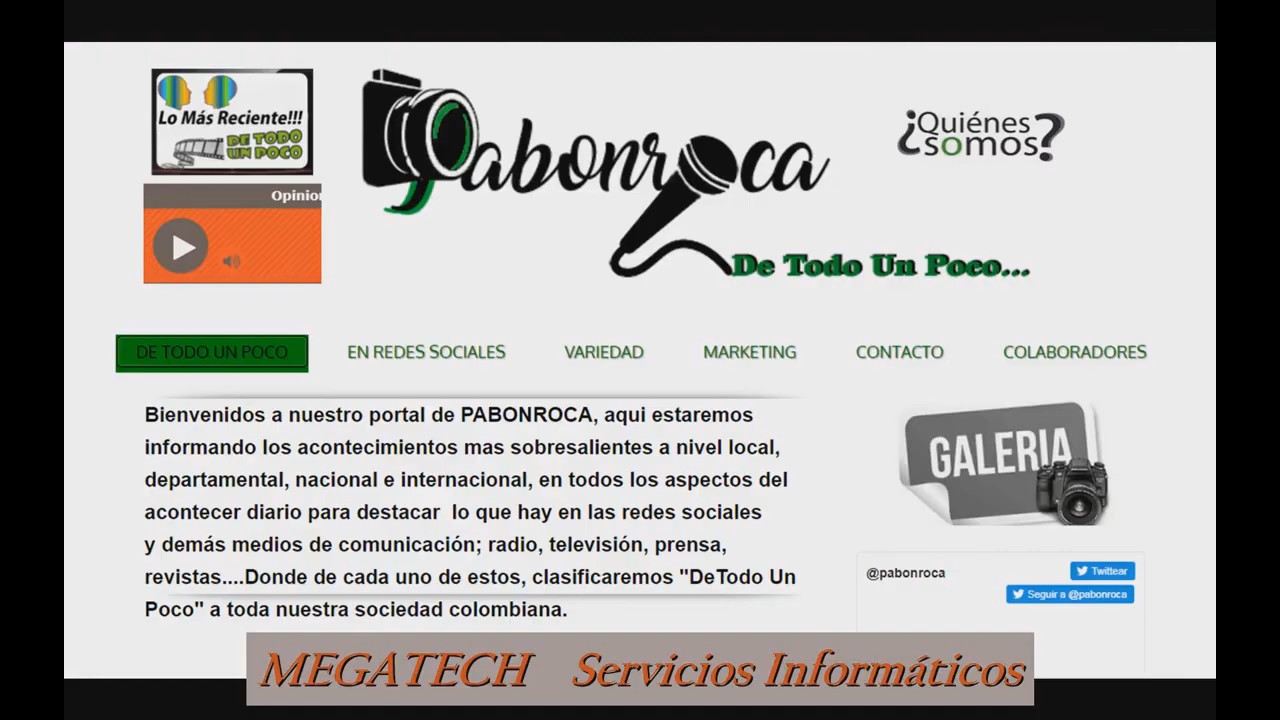 Lo Más Reciente!!!
DE TODO
UN POCO
Opinion
Pabonroca
De Todo Un Poco...
¿Quiénes
somos?
DE TODO UN POCO
EN REDES SOCIALES
VARIEDAD
MARKETING
CONTACTO
COLABORADORES
Bienvenidos a nuestro portal de PABONROCA, aqui estaremos
informando los acontecimientos mas sobresalientes a nivel local,
departamental, nacional e internacional, en todos los aspectos del
acontecer diario para destacar  lo que hay en las redes sociales
y demás medios de comunicación; radio, televisión, prensa,
revistas....Donde de cada uno de estos, clasificaremos "DeTodo Un
Poco" a toda nuestra sociedad colombiana.
GALERIA
@pabonroca
Twittear
Seguir a @pabonroca
MEGATECH Servicios Informáticos